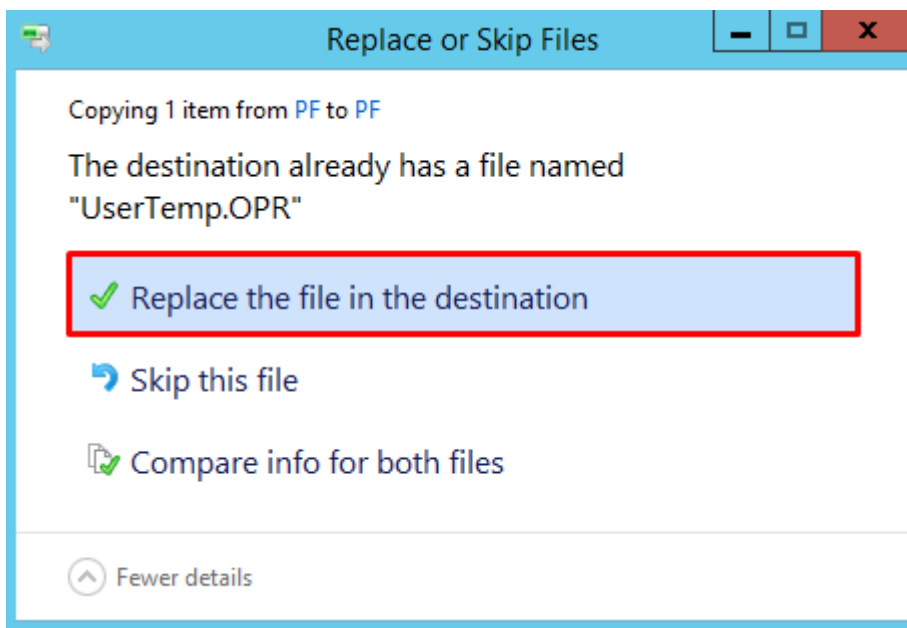 Replace or Skip Files
Copying 1 item from PF to PF
The destination already has a file named
"UserTemp.OPR"
Replace the file in the destination
Skip this file
Compare info for both files
Fewer details